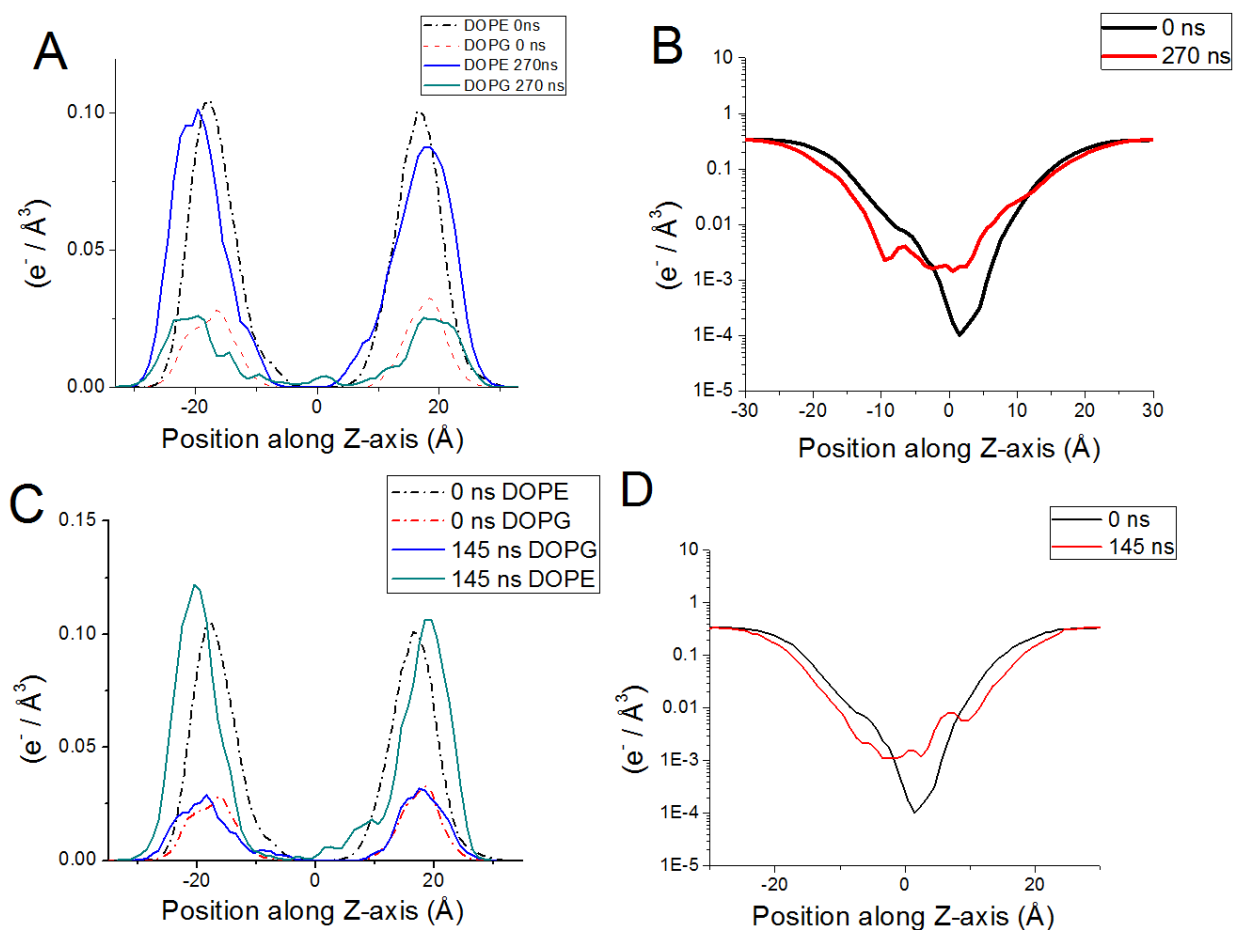 A
DOPE 0ns
DOPG 0 ns
DOPE 270ns
DOPG 270 ns
(e⁻ / Å³)
0.10
0.05
0.00
-20
0
20
Position along Z-axis (Å)
B
0 ns
270 ns
(e⁻ / Å³)
10
1
0.1
0.01
1E-3
1E-4
1E-5
-30
-20
-10
0
10
20
30
Position along Z-axis (Å)
C
0 ns DOPE
0 ns DOPG
145 ns DOPG
145 ns DOPE
(e⁻ / Å³)
0.15
0.10
0.05
0.00
-20
0
20
Position along Z-axis (Å)
D
0 ns
145 ns
(e⁻ / Å³)
10
1
0.1
0.01
1E-3
1E-4
1E-5
-20
0
20
Position along Z-axis (Å)